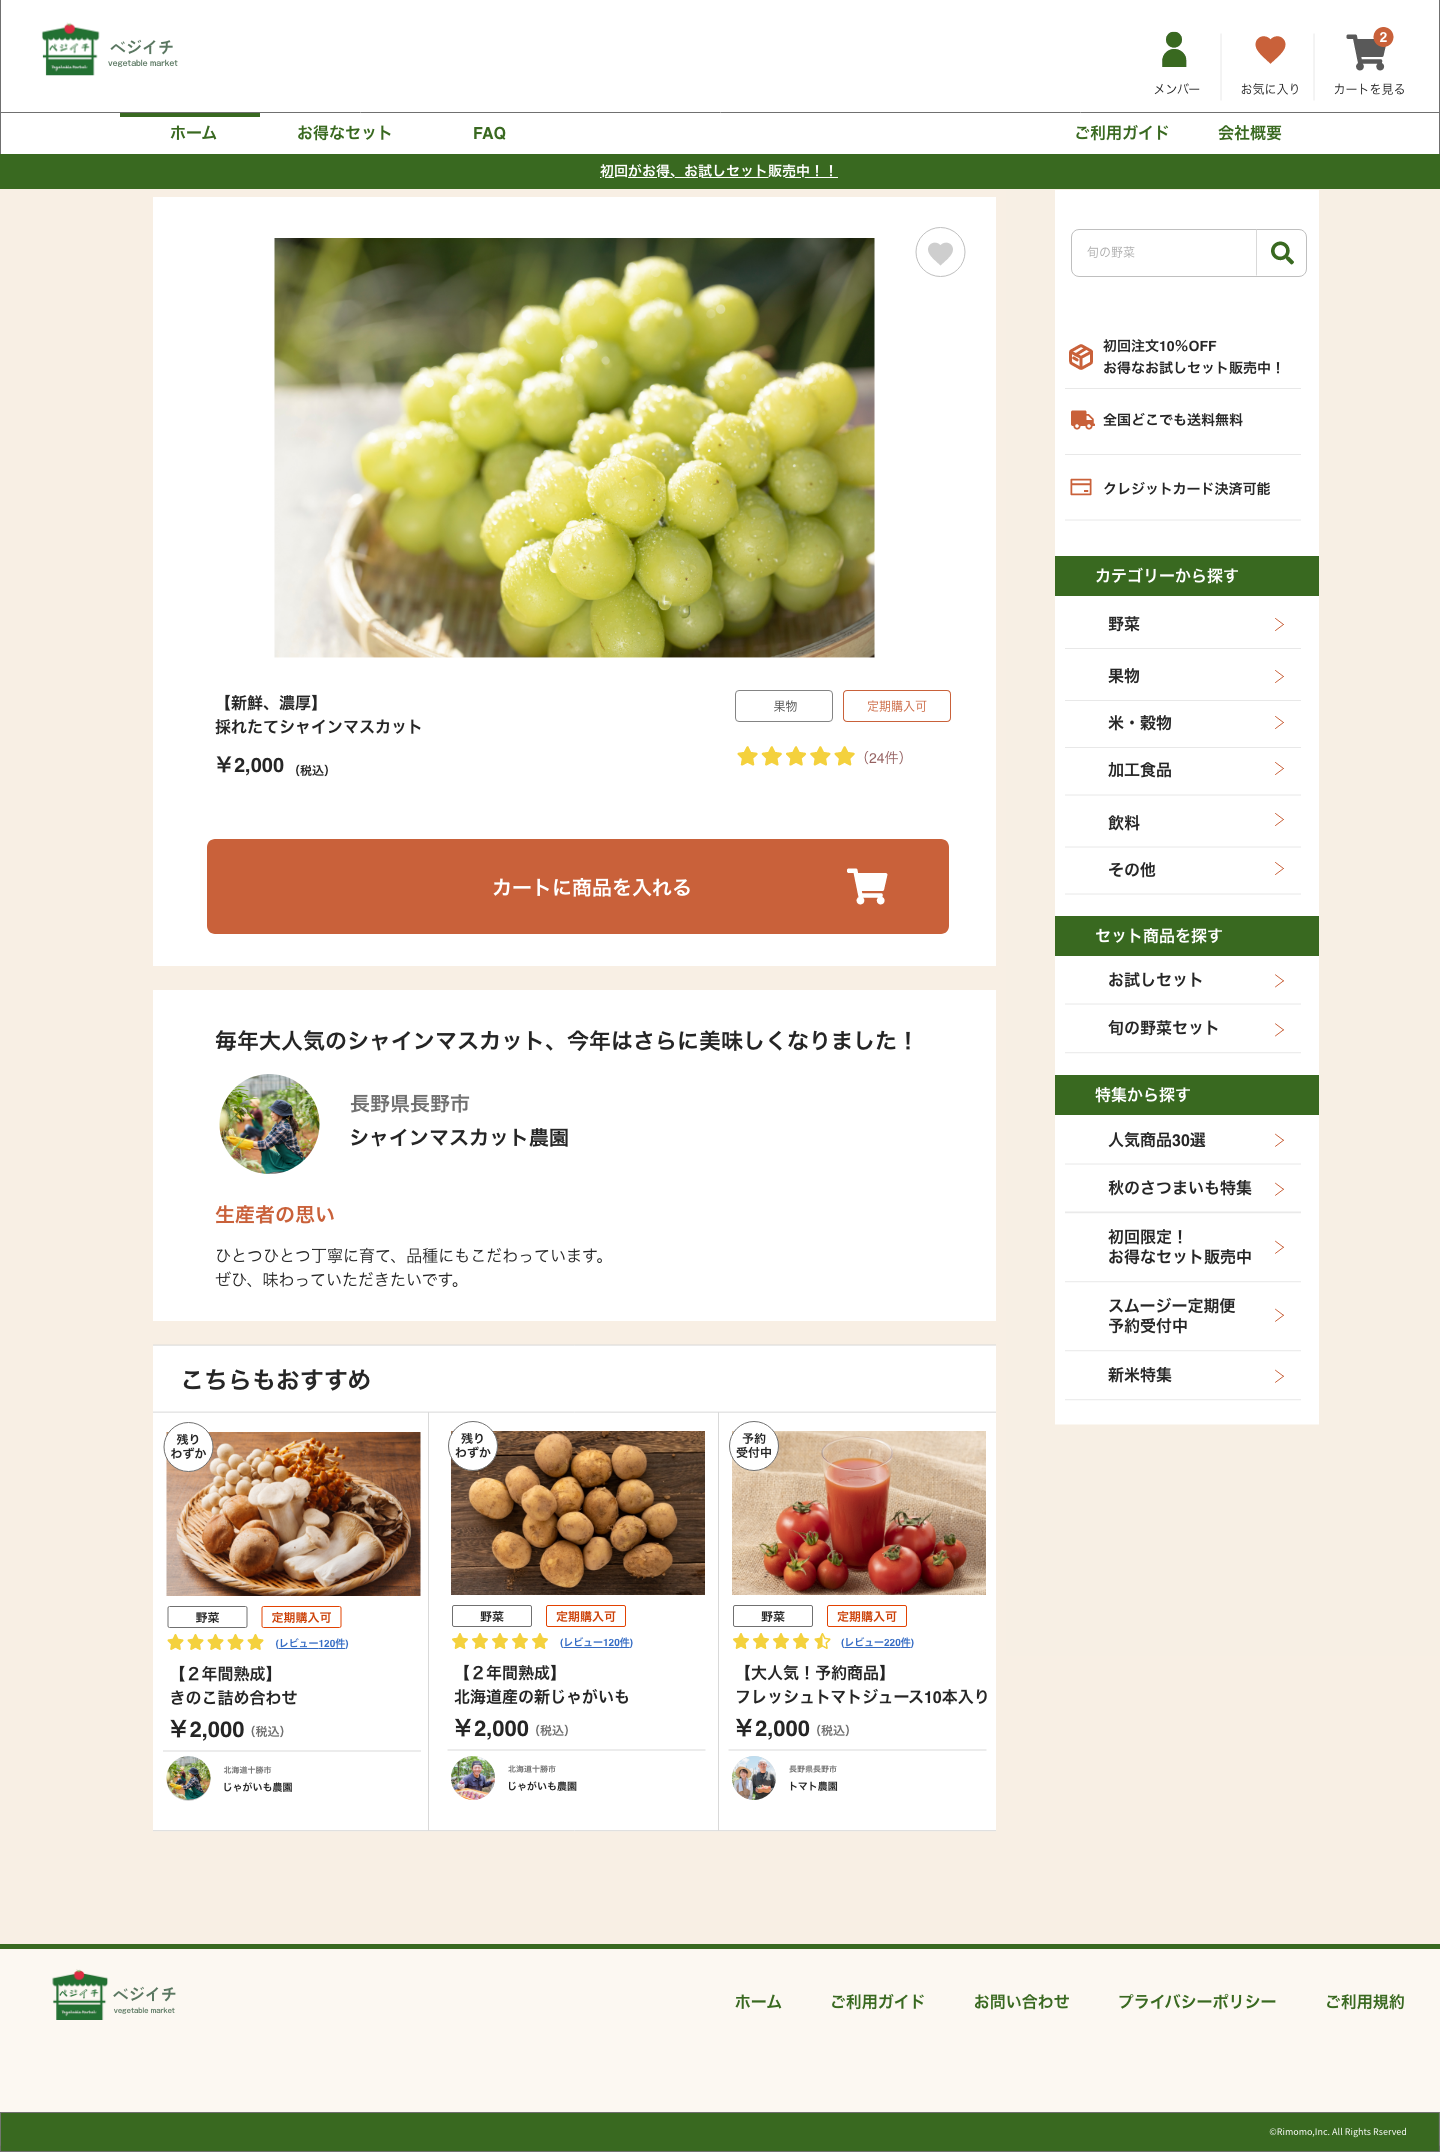 ベジイチ
Vegetable Market
ベジイチ
vegetable market
メンバー
お気に入り
2
カートを見る
ホーム
お得なセット
FAQ
ご利用ガイド
会社概要
初回がお得、お試しセット販売中！！
旬の野菜
初回注文10%OFF
お得なお試しセット販売中！
全国どこでも送料無料
クレジットカード決済可能
カテゴリーから探す
野菜
果物
米・穀物
加工食品
飲料
その他
セット商品を探す
お試しセット
旬の野菜セット
特集から探す
人気商品30選
秋のさつまいも特集
初回限定！
お得なセット販売中
スムージー定期便
予約受付中
新米特集
【新鮮、濃厚】
採れたてシャインマスカット
￥2,000 （税込）
果物
定期購入可
（24件）
カートに商品を入れる
毎年大人気のシャインマスカット、今年はさらに美味しくなりました！
長野県長野市
シャインマスカット農園
生産者の思い
ひとつひとつ丁寧に育て、品種にもこだわっています。
ぜひ、味わっていただきたいです。
こちらもおすすめ
残り
わずか
野菜
定期購入可
(レビュー120件)
【２年間熟成】
きのこ詰め合わせ
￥2,000（税込）
北海道十勝市
じゃがいも農園
残り
わずか
野菜
定期購入可
(レビュー120件)
【２年間熟成】
北海道産の新じゃがいも
￥2,000（税込）
北海道十勝市
じゃがいも農園
予約
受付中
野菜
定期購入可
(レビュー220件)
【大人気！予約商品】
フレッシュトマトジュース10本入り
￥2,000（税込）
長野県長野市
トマト農園
ベジイチ
Vegetable Market
ベジイチ
vegetable market
ホーム
ご利用ガイド
お問い合わせ
プライバシーポリシー
ご利用規約
©Rimomo,Inc. All Rights Rserved